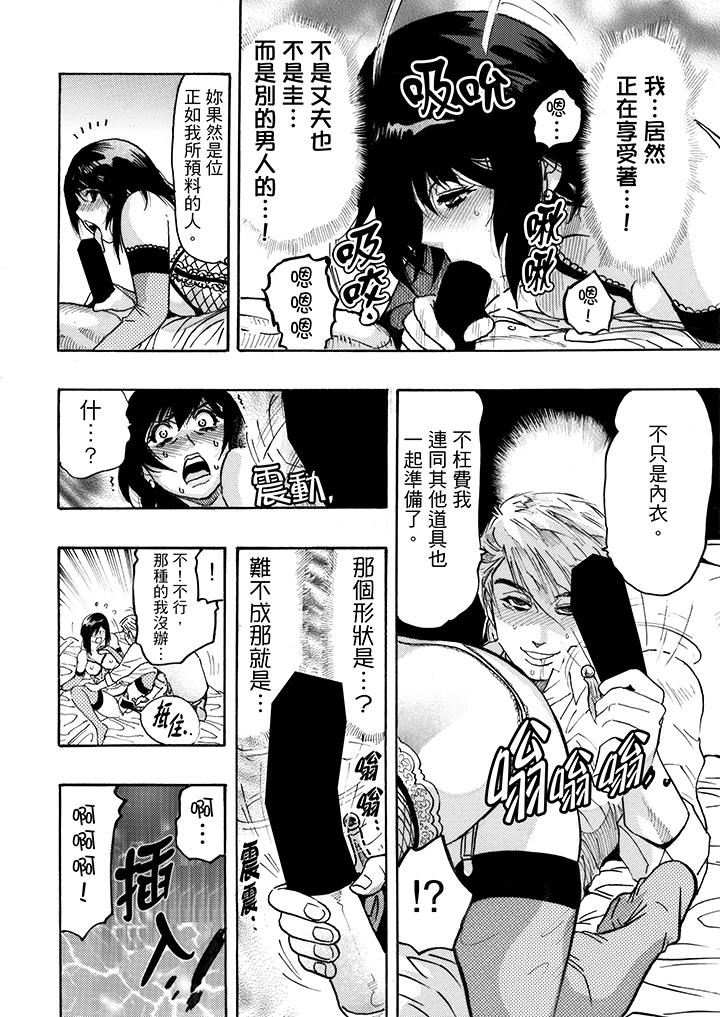 我…居然
正在享受著…！
嗯…
吸吮
不是丈夫也
不是圭…
而是別的男人的…！
啾
啾
嗯！
吸咬
嗯
嗯
嗯
妳果然是位
正如我所預料的人。
不只是內衣。
不枉費我
連同其他道具也
一起準備了。
嗡
嗡
嗡
!?
震動
什…？
那個形狀是…？
難不成那就是…
嗡
嗡…
震
震…
！
不！不行，
那種的我沒辦…
抵住…
啊…
插入！
啊
啊
啊！